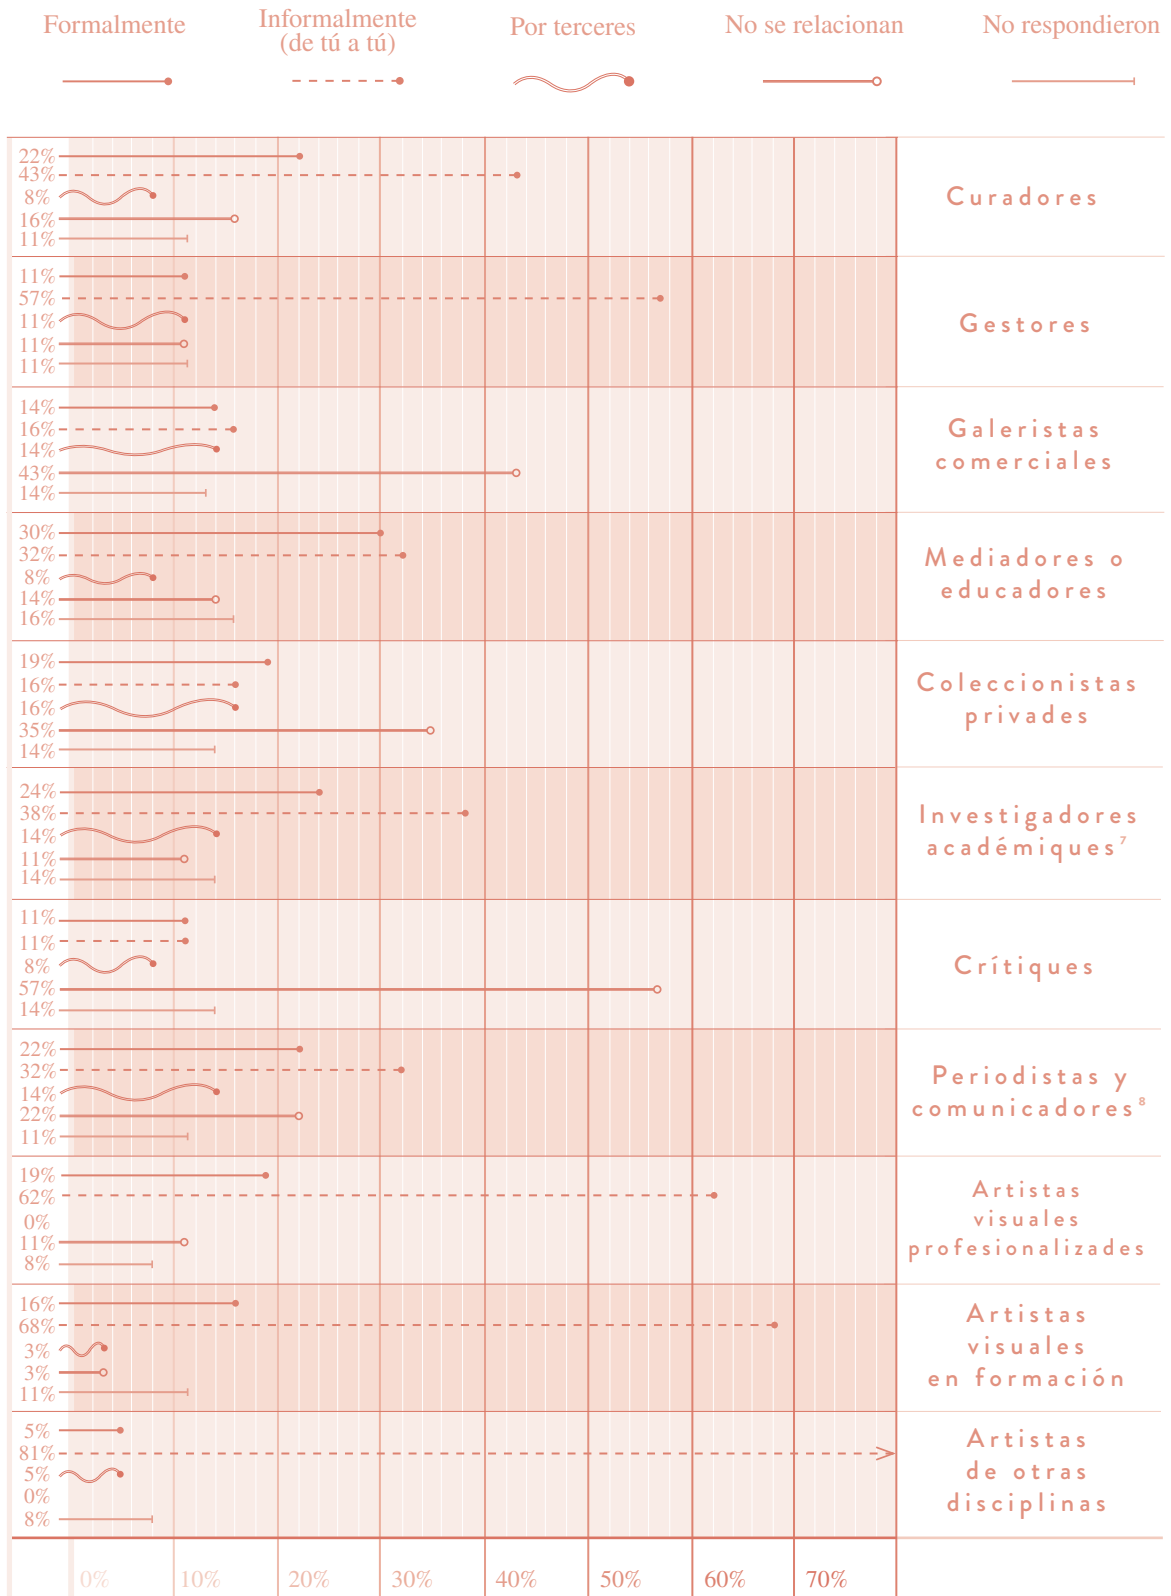 Formalmente
Informalmente
(de tú a tú)
Por terceres
No se relacionan
No respondieron
22%
43%
8%
16%
11%
Curadores
11%
57%
11%
11%
11%
Gestores
14%
16%
14%
43%
14%
Galeristas
comerciales
30%
32%
8%
14%
16%
Mediadores o
educadores
19%
16%
16%
35%
14%
Coleccionistas
privades
24%
38%
14%
11%
14%
Investigadores
académiques⁷
11%
11%
8%
57%
14%
Crítiques
22%
32%
14%
22%
11%
Periodistas y
comunicadores⁸
19%
62%
0%
11%
8%
Artistas
visuales
profesionalizades
16%
68%
3%
3%
11%
Artistas
visuales
en formación
5%
81%
5%
0%
8%
Artistas
de otras
disciplinas
0% 10% 20% 30% 40% 50% 60% 70%